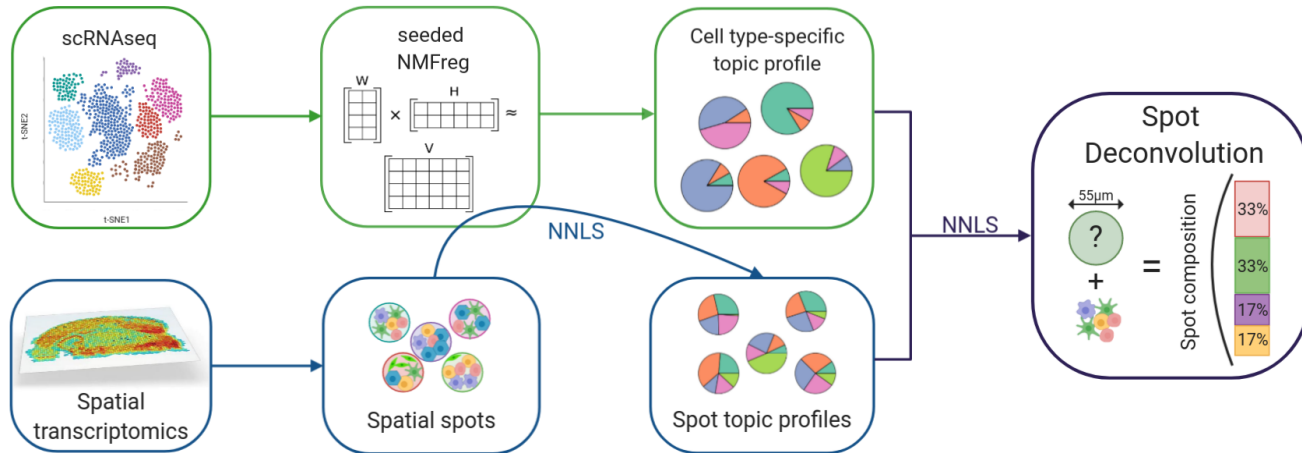 scRNAseq
t-SNE2
t-SNE1
seeded
NMFreg
W
×
H
≈
V
Cell type-specific
topic profile
Spatial
transcriptomics
Spatial spots
NNLS
Spot topic profiles
NNLS
Spot
Deconvolution
55µm
?
+
=
Spot composition
33%
33%
17%
17%